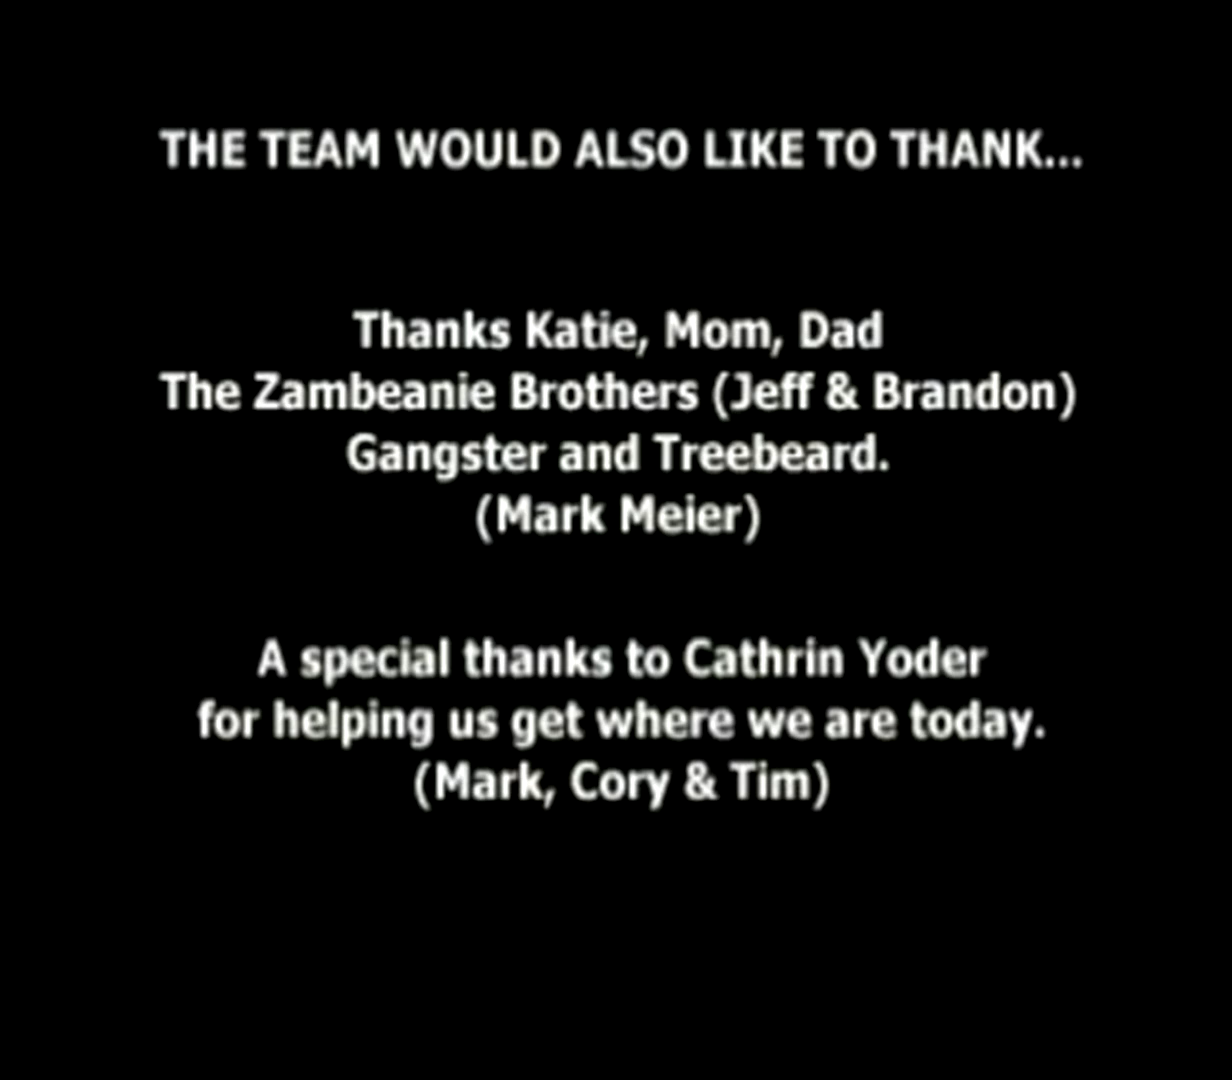 THE TEAM WOULD ALSO LIKE TO THANK...
Thanks Katie, Mom, Dad
The Zambeanie Brothers (Jeff & Brandon)
Gangster and Treebeard.
(Mark Meier)
A special thanks to Cathrin Yoder
for helping us get where we are today.
(Mark, Cory & Tim)